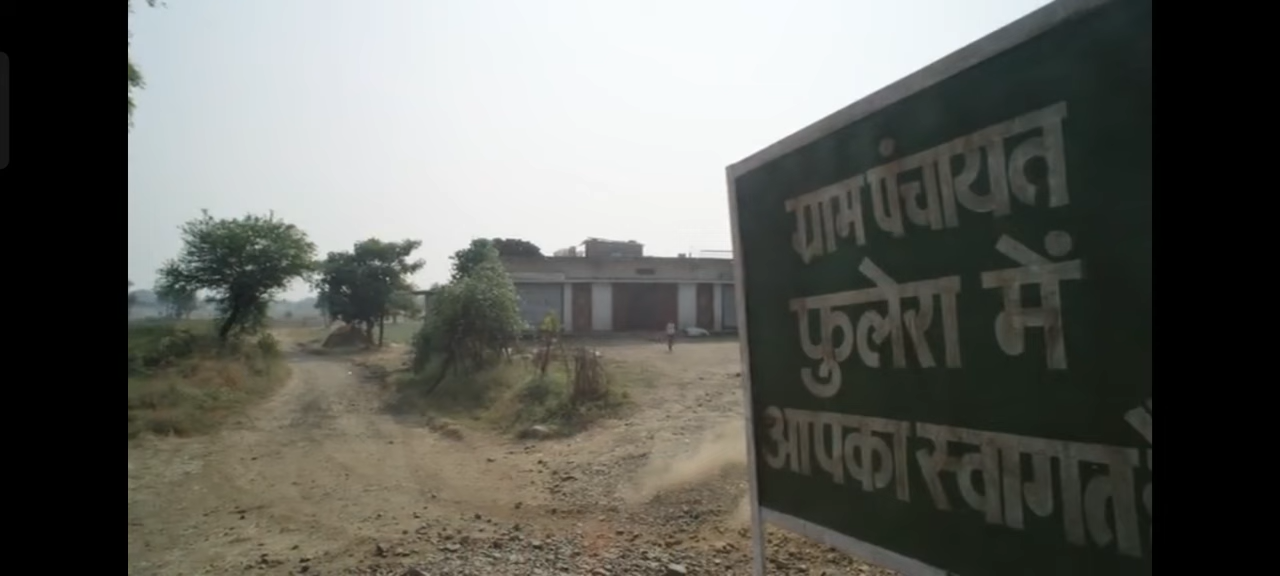 ग्राम पंचायत
फुलेरा में
आपका स्वागत है